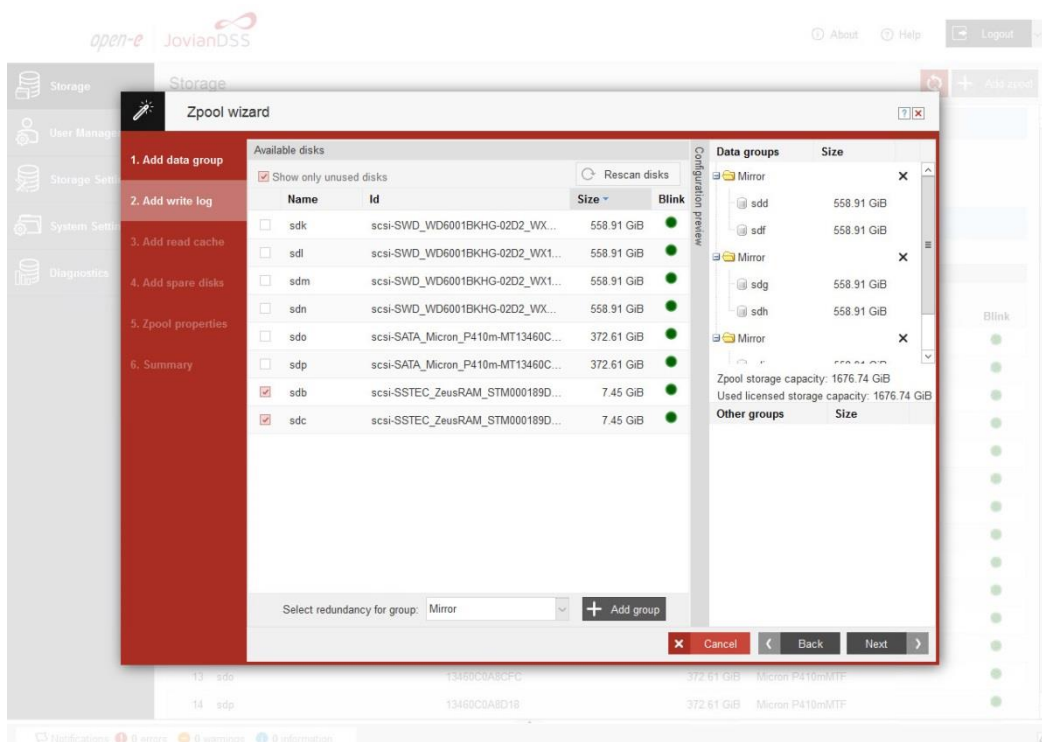 open-e JovianDSS
About Help Logout
Storage
User Manage
Storage Setti
System Settin
Diagnostics
Storage
Add zpool
Zpool wizard
1. Add data group
2. Add write log
3. Add read cache
4. Add spare disks
5. Zpool properties
6. Summary
Available disks
Show only unused disks
Rescan disks
Name Id Size Blink
sdk scsi-SWD_WD6001BKHG-02D2_WX... 558.91 GiB
sdl scsi-SWD_WD6001BKHG-02D2_WX1... 558.91 GiB
sdm scsi-SWD_WD6001BKHG-02D2_WX1... 558.91 GiB
sdn scsi-SWD_WD6001BKHG-02D2_WX... 558.91 GiB
sdo scsi-SATA_Micron_P410m-MT13460C... 372.61 GiB
sdp scsi-SATA_Micron_P410m-MT13460C... 372.61 GiB
sdb scsi-SSTEC_ZeusRAM_STM000189D... 7.45 GiB
sdc scsi-SSTEC_ZeusRAM_STM000189D... 7.45 GiB
Select redundancy for group: Mirror
Add group
Configuration preview
Data groups Size
Mirror
sdd 558.91 GiB
sdf 558.91 GiB
Mirror
sdg 558.91 GiB
sdh 558.91 GiB
Mirror
Zpool storage capacity: 1676.74 GiB
Used licensed storage capacity: 1676.74 GiB
Other groups Size
Cancel Back Next
Blink
13 sdo 13460C0A8CFC 372.61 GiB Micron P410mMTF
14 sdp 13460C0A8D18 372.61 GiB Micron P410mMTF
Notifications 0 errors 0 warnings 0 information